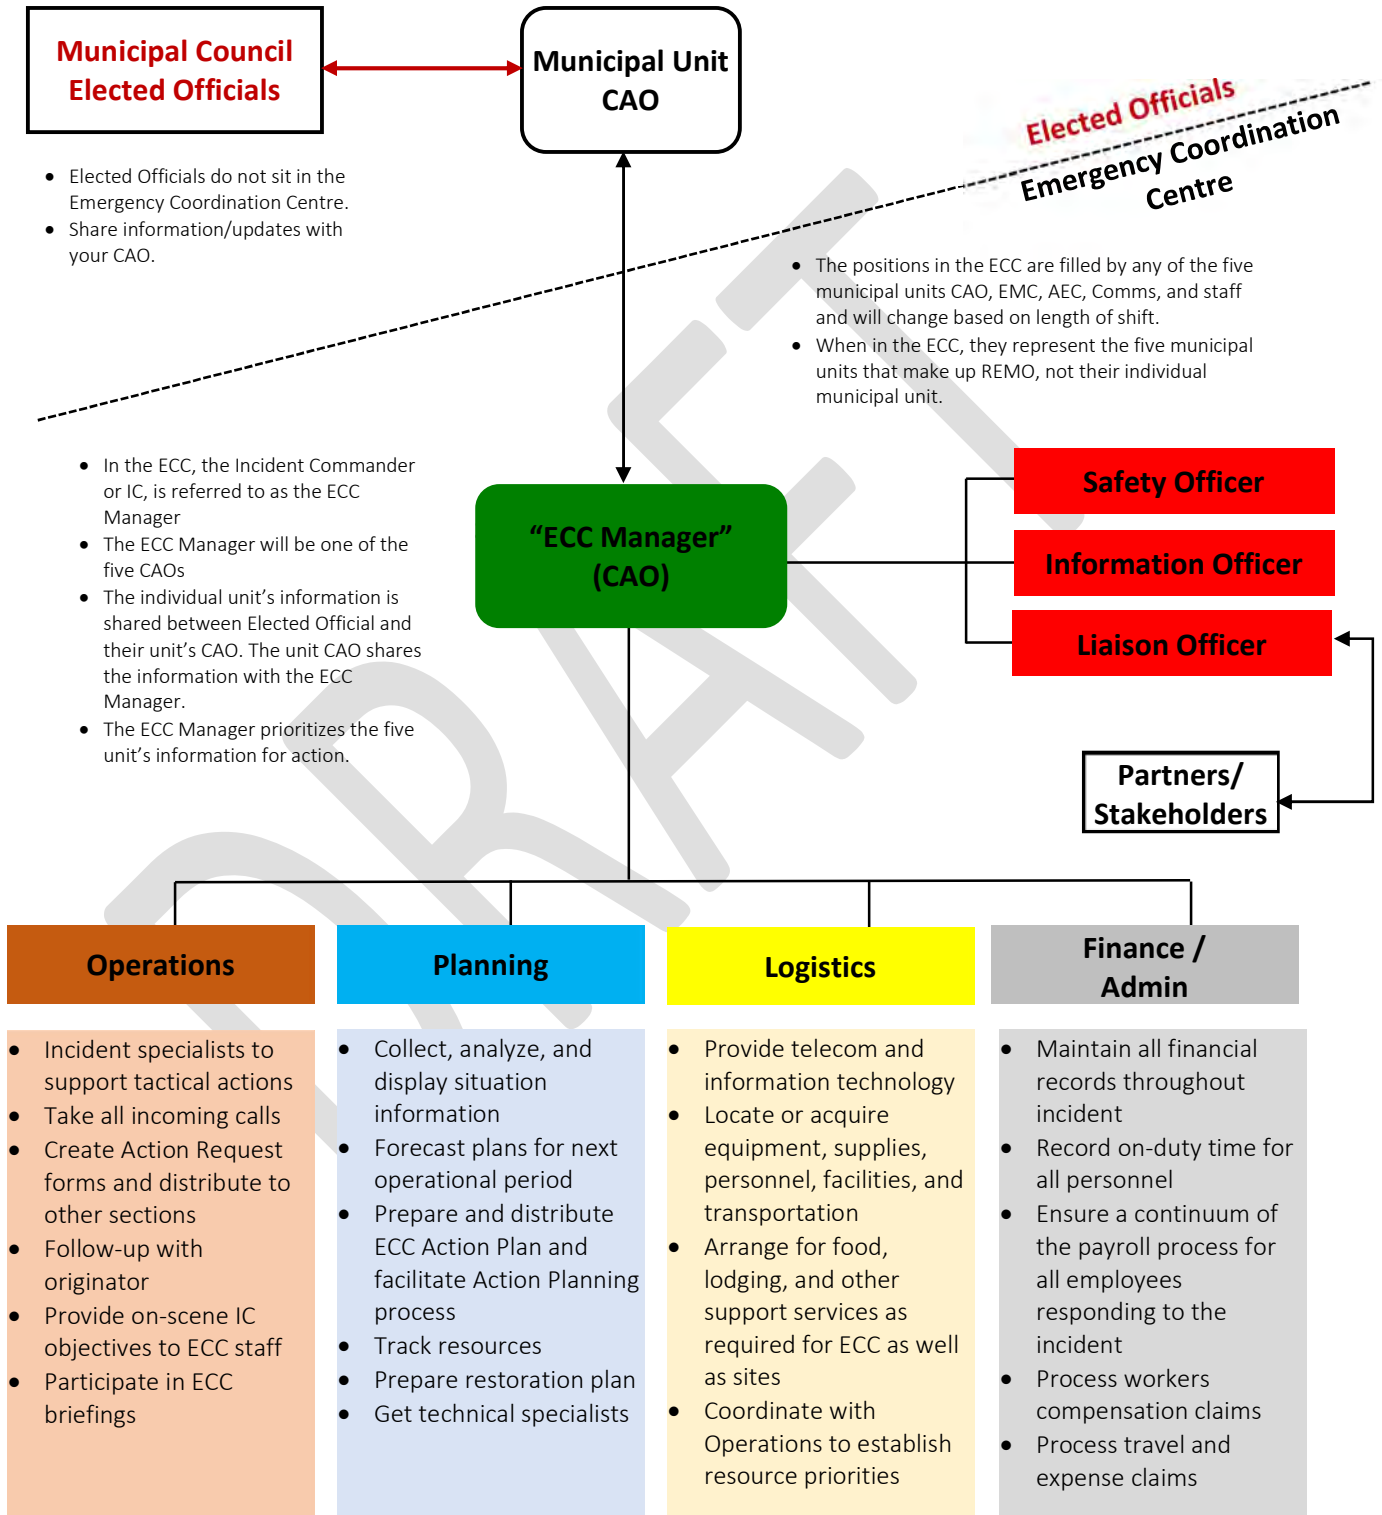 Municipal Council
Elected Officials
Municipal Unit
CAO
Elected Officials
Emergency Coordination
Centre
• Elected Officials do not sit in the
Emergency Coordination Centre.
• Share information/updates with
your CAO.
• The positions in the ECC are filled by any of the five
municipal units CAO, EMC, AEC, Comms, and staff
and will change based on length of shift.
• When in the ECC, they represent the five municipal
units that make up REMO, not their individual
municipal unit.
• In the ECC, the Incident Commander
or IC, is referred to as the ECC
Manager
• The ECC Manager will be one of the
five CAOs
• The individual unit’s information is
shared between Elected Official and
their unit’s CAO. The unit CAO shares
the information with the ECC
Manager.
• The ECC Manager prioritizes the five
unit’s information for action.
“ECC Manager”
(CAO)
Safety Officer
Information Officer
Liaison Officer
Partners/
Stakeholders
DRAFT
Operations
• Incident specialists to
support tactical actions
• Take all incoming calls
• Create Action Request
forms and distribute to
other sections
• Follow-up with
originator
• Provide on-scene IC
objectives to ECC staff
• Participate in ECC
briefings
Planning
• Collect, analyze, and
display situation
information
• Forecast plans for next
operational period
• Prepare and distribute
ECC Action Plan and
facilitate Action Planning
process
• Track resources
• Prepare restoration plan
• Get technical specialists
Logistics
• Provide telecom and
information technology
• Locate or acquire
equipment, supplies,
personnel, facilities, and
transportation
• Arrange for food,
lodging, and other
support services as
required for ECC as well
as sites
• Coordinate with
Operations to establish
resource priorities
Finance /
Admin
• Maintain all financial
records throughout
incident
• Record on-duty time for
all personnel
• Ensure a continuum of
the payroll process for
all employees
responding to the
incident
• Process workers
compensation claims
• Process travel and
expense claims